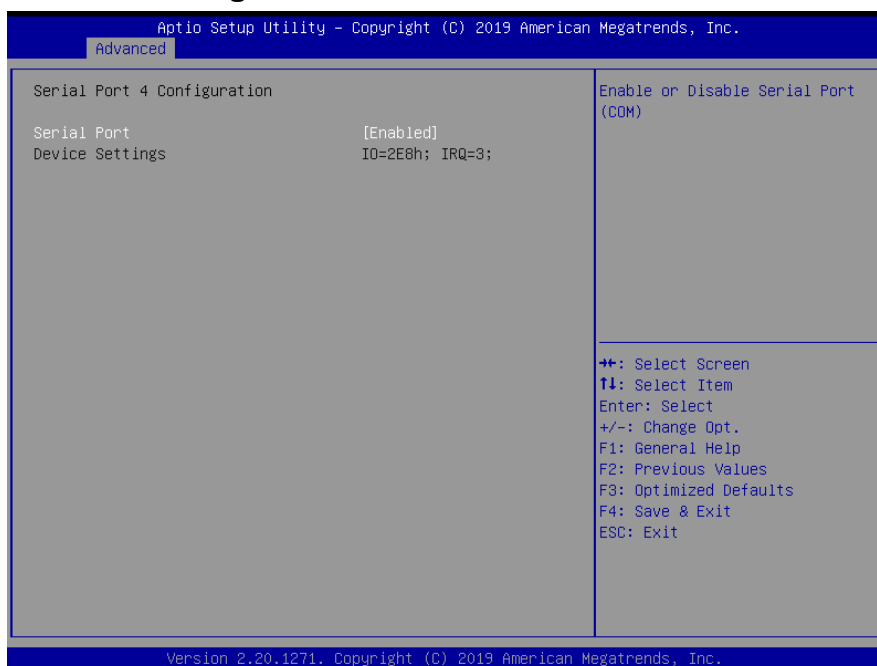 Aptio Setup Utility – Copyright (C) 2019 American Megatrends, Inc.
Advanced
Serial Port 4 Configuration
Serial Port [Enabled]
Device Settings IO=2E8h; IRQ=3;
Enable or Disable Serial Port
(COM)
→←: Select Screen
↑↓: Select Item
Enter: Select
+/-: Change Opt.
F1: General Help
F2: Previous Values
F3: Optimized Defaults
F4: Save & Exit
ESC: Exit
Version 2.20.1271. Copyright (C) 2019 American Megatrends, Inc.